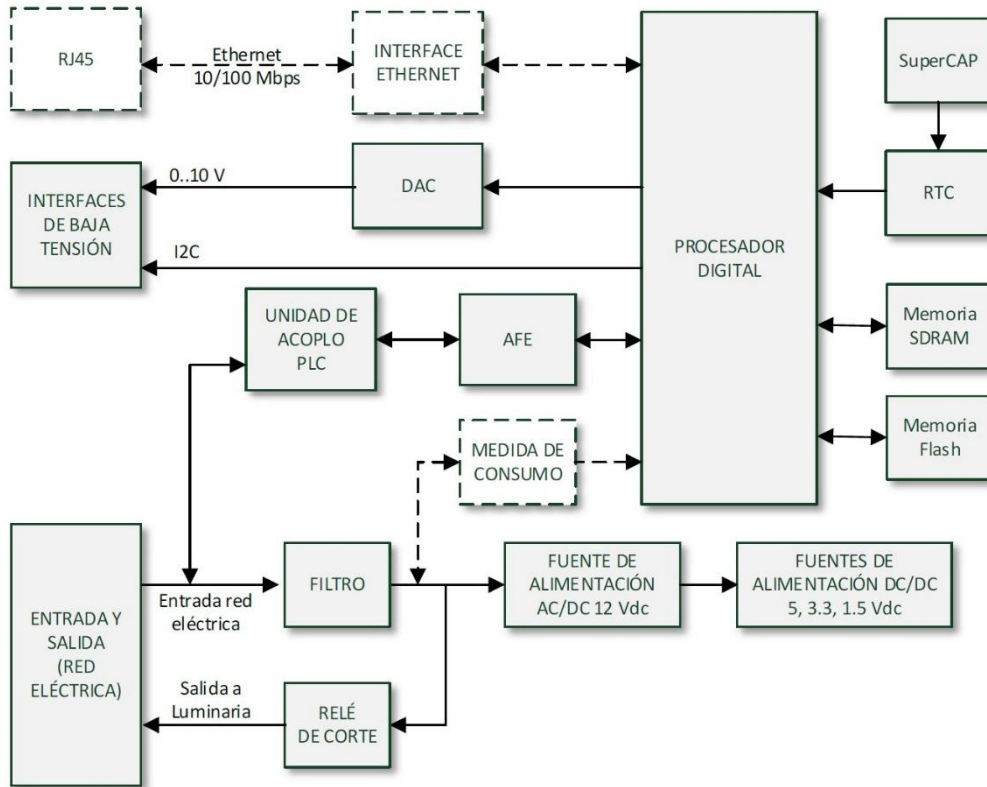 RJ45
Ethernet
10/100 Mbps
INTERFACE
ETHERNET
SuperCAP
INTERFACES
DE BAJA
TENSIÓN
0..10 V
DAC
I2C
PROCESADOR
DIGITAL
RTC
UNIDAD DE
ACOPLO
PLC
AFE
Memoria
SDRAM
MEDIDA DE
CONSUMO
Memoria
Flash
ENTRADA Y
SALIDA
(RED
ELÉCTRICA)
Entrada red
eléctrica
FILTRO
FUENTE DE
ALIMENTACIÓN
AC/DC 12 Vdc
FUENTES DE
ALIMENTACIÓN DC/DC
5, 3.3, 1.5 Vdc
Salida a
Luminaria
RELÉ
DE CORTE